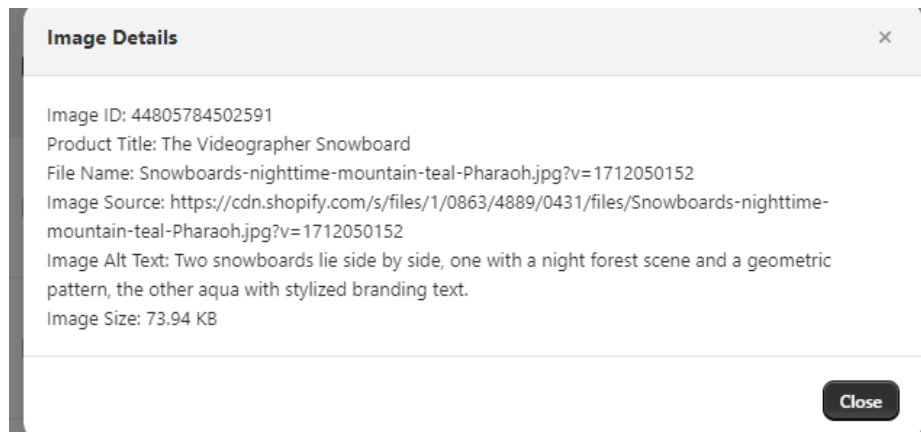 Image Details
×
Image ID: 44805784502591
Product Title: The Videographer Snowboard
File Name: Snowboards-nighttime-mountain-teal-Pharaoh.jpg?v=1712050152
Image Source: https://cdn.shopify.com/s/files/1/0863/4889/0431/files/Snowboards-nighttime-
mountain-teal-Pharaoh.jpg?v=1712050152
Image Alt Text: Two snowboards lie side by side, one with a night forest scene and a geometric
pattern, the other aqua with stylized branding text.
Image Size: 73.94 KB
Close